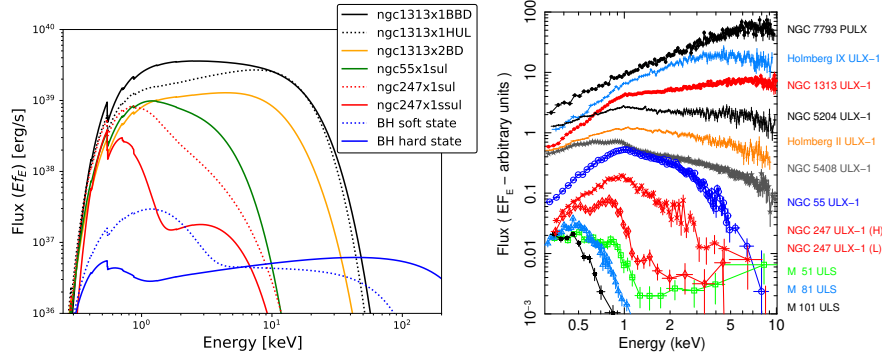 ngc1313x1BBD
ngc1313x1HUL
ngc1313x2BD
ngc55x1sul
ngc247x1sul
ngc247x1ssul
BH soft state
BH hard state
10^40
10^39
10^38
10^37
10^36
Flux (Ef_E) [erg/s]
10^0 10^1 10^2
Energy [keV]
100
10
1
0.1
0.01
10^−3
Flux ( EF_E − arbitrary units )
0.5 1 2 5 10
Energy (keV)
NGC 7793 PULX
Holmberg IX ULX−1
NGC 1313 ULX−1
NGC 5204 ULX−1
Holmberg II ULX−1
NGC 5408 ULX−1
NGC 55 ULX−1
NGC 247 ULX−1 (H)
NGC 247 ULX−1 (L)
M 51 ULS
M 81 ULS
M 101 ULS